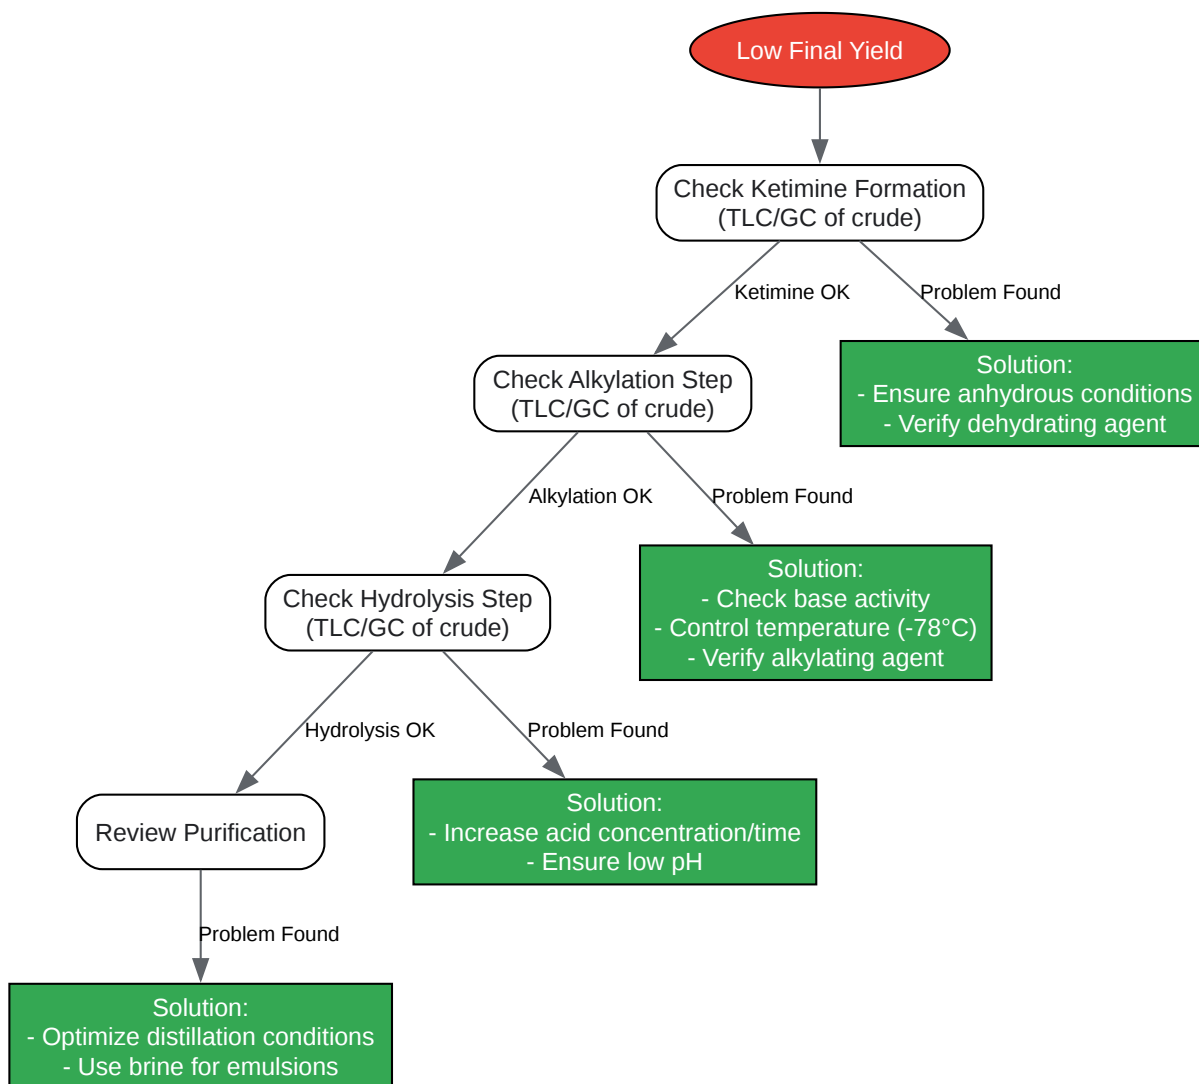 Low Final Yield
Check Ketimine Formation
(TLC/GC of crude)
Ketimine OK
Problem Found
Check Alkylation Step
(TLC/GC of crude)
Solution:
- Ensure anhydrous conditions
- Verify dehydrating agent
Alkylation OK
Problem Found
Check Hydrolysis Step
(TLC/GC of crude)
Solution:
- Check base activity
- Control temperature (-78°C)
- Verify alkylating agent
Hydrolysis OK
Problem Found
Review Purification
Solution:
- Increase acid concentration/time
- Ensure low pH
Problem Found
Solution:
- Optimize distillation conditions
- Use brine for emulsions